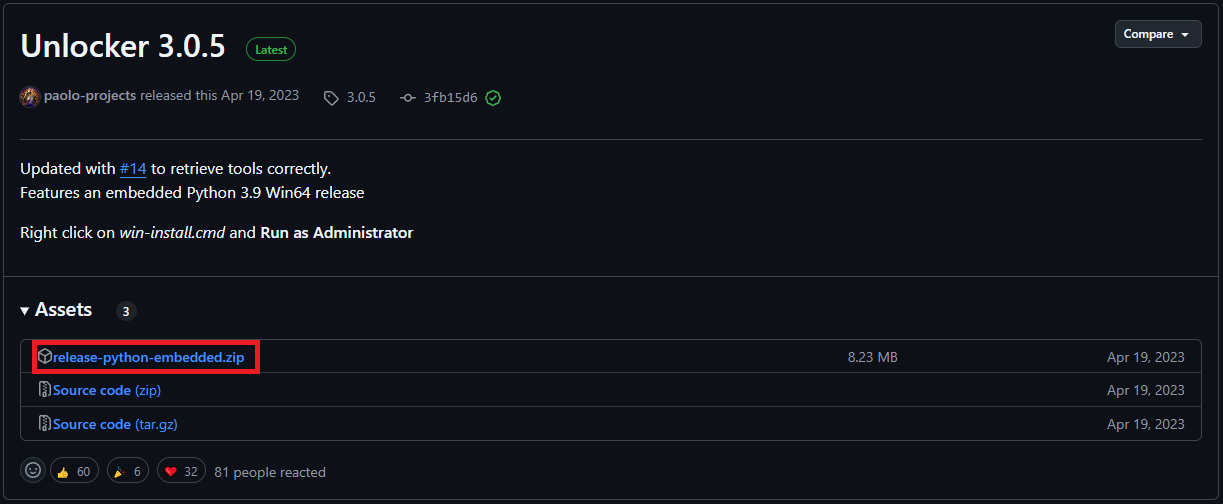 Unlocker 3.0.5 Latest Compare
paolo-projects released this Apr 19, 2023 3.0.5 3fb15d6
Updated with #14 to retrieve tools correctly.
Features an embedded Python 3.9 Win64 release
Right click on win-install.cmd and Run as Administrator
Assets 3
release-python-embedded.zip 8.23 MB Apr 19, 2023
Source code (zip) Apr 19, 2023
Source code (tar.gz) Apr 19, 2023
60 6 32 81 people reacted